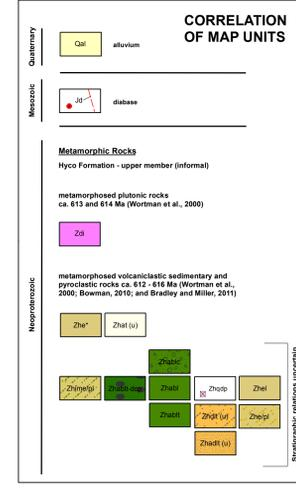 CORRELATION
OF MAP UNITS
Quaternary
Qal
alluvium
Mesozoic
Jd
diabase
Neoproterozoic
Metamorphic Rocks
Hyco Formation - upper member (informal)
metamorphosed plutonic rocks
ca. 613 and 614 Ma (Wortman et al., 2000)
Zdi
metamorphosed volcaniclastic sedimentary and
pyroclastic rocks ca. 612 - 616 Ma (Wortman et al.,
2000; Bowman, 2010; and Bradley and Miller, 2011)
Zhe*
Zhat (u)
Zhablc
Zhime/pl
Zhabl
Zhqdp
Zhel
Zhablt
Zhdlt (u)
Zhe/pl
Zhadlt (u)
Stratigraphic relations uncertain